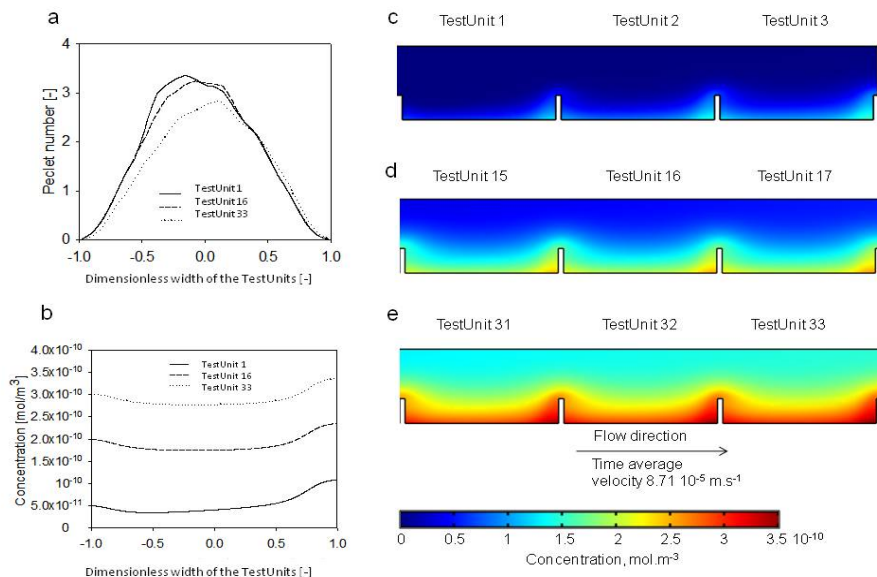 a
4
3
2
1
0
Peclet number [-]
TestUnit 1
TestUnit 16
TestUnit 33
-1.0 -0.5 0.0 0.5 1.0
Dimensionless width of the TestUnits [-]
b
4.0x10⁻¹⁰
3.5x10⁻¹⁰
3.0x10⁻¹⁰
2.5x10⁻¹⁰
2.0x10⁻¹⁰
1.5x10⁻¹⁰
1.0x10⁻¹⁰
5.0x10⁻¹¹
0
Concentration [mol/m³]
TestUnit 1
TestUnit 16
TestUnit 33
-1.0 -0.5 0.0 0.5 1.0
Dimensionless width of the TestUnits [-]
c
TestUnit 1 TestUnit 2 TestUnit 3
d
TestUnit 15 TestUnit 16 TestUnit 17
e
TestUnit 31 TestUnit 32 TestUnit 33
Flow direction
Time average
velocity 8.71 10⁻⁵ m.s⁻¹
0 0.5 1 1.5 2 2.5 3 3.5 10⁻¹⁰
Concentration, mol.m⁻³